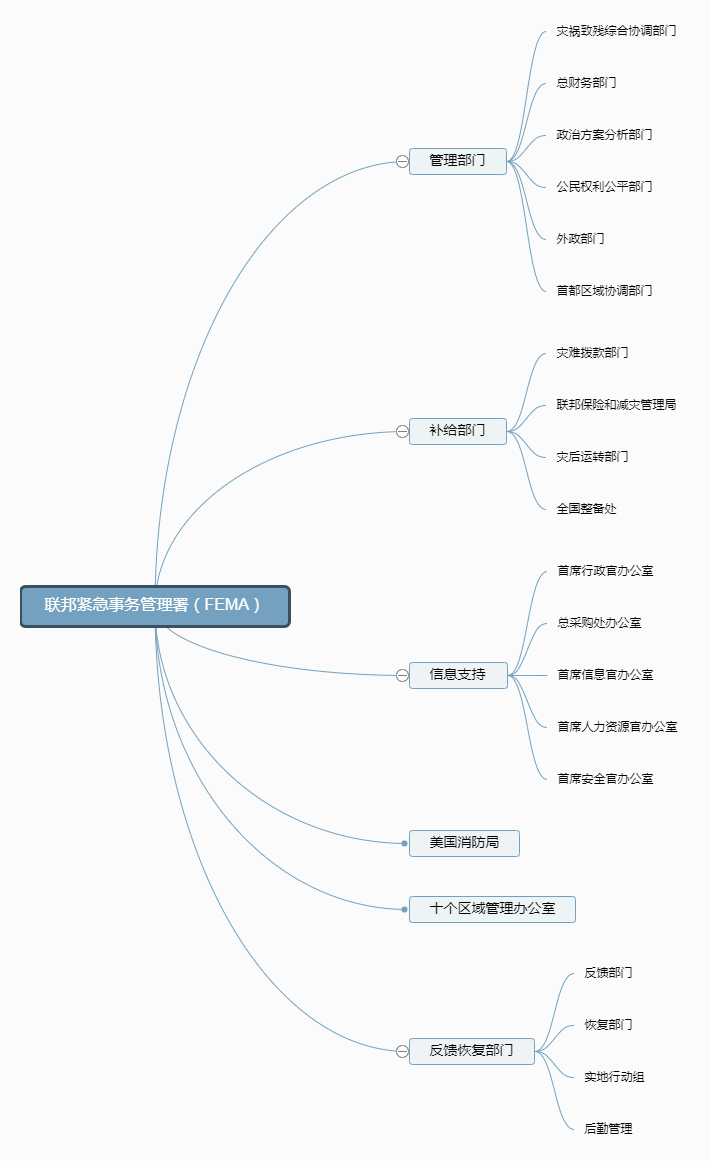 联邦紧急事务管理署（FEMA）
管理部门
灾祸致残综合协调部门
总财务部门
政治方案分析部门
公民权利公平部门
外政部门
首都区域协调部门
补给部门
灾难拨款部门
联邦保险和减灾管理局
灾后运转部门
全国整备处
信息支持
首席行政官办公室
总采购处办公室
首席信息官办公室
首席人力资源官办公室
首席安全官办公室
美国消防局
十个区域管理办公室
反馈恢复部门
反馈部门
恢复部门
实地行动组
后勤管理